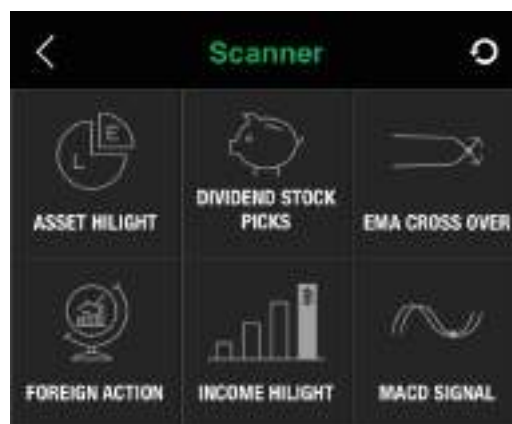 Scanner
L E
ASSET HILIGHT
DIVIDEND STOCK
PICKS
EMA CROSS OVER
FOREIGN ACTION
INCOME HILIGHT
MACD SIGNAL